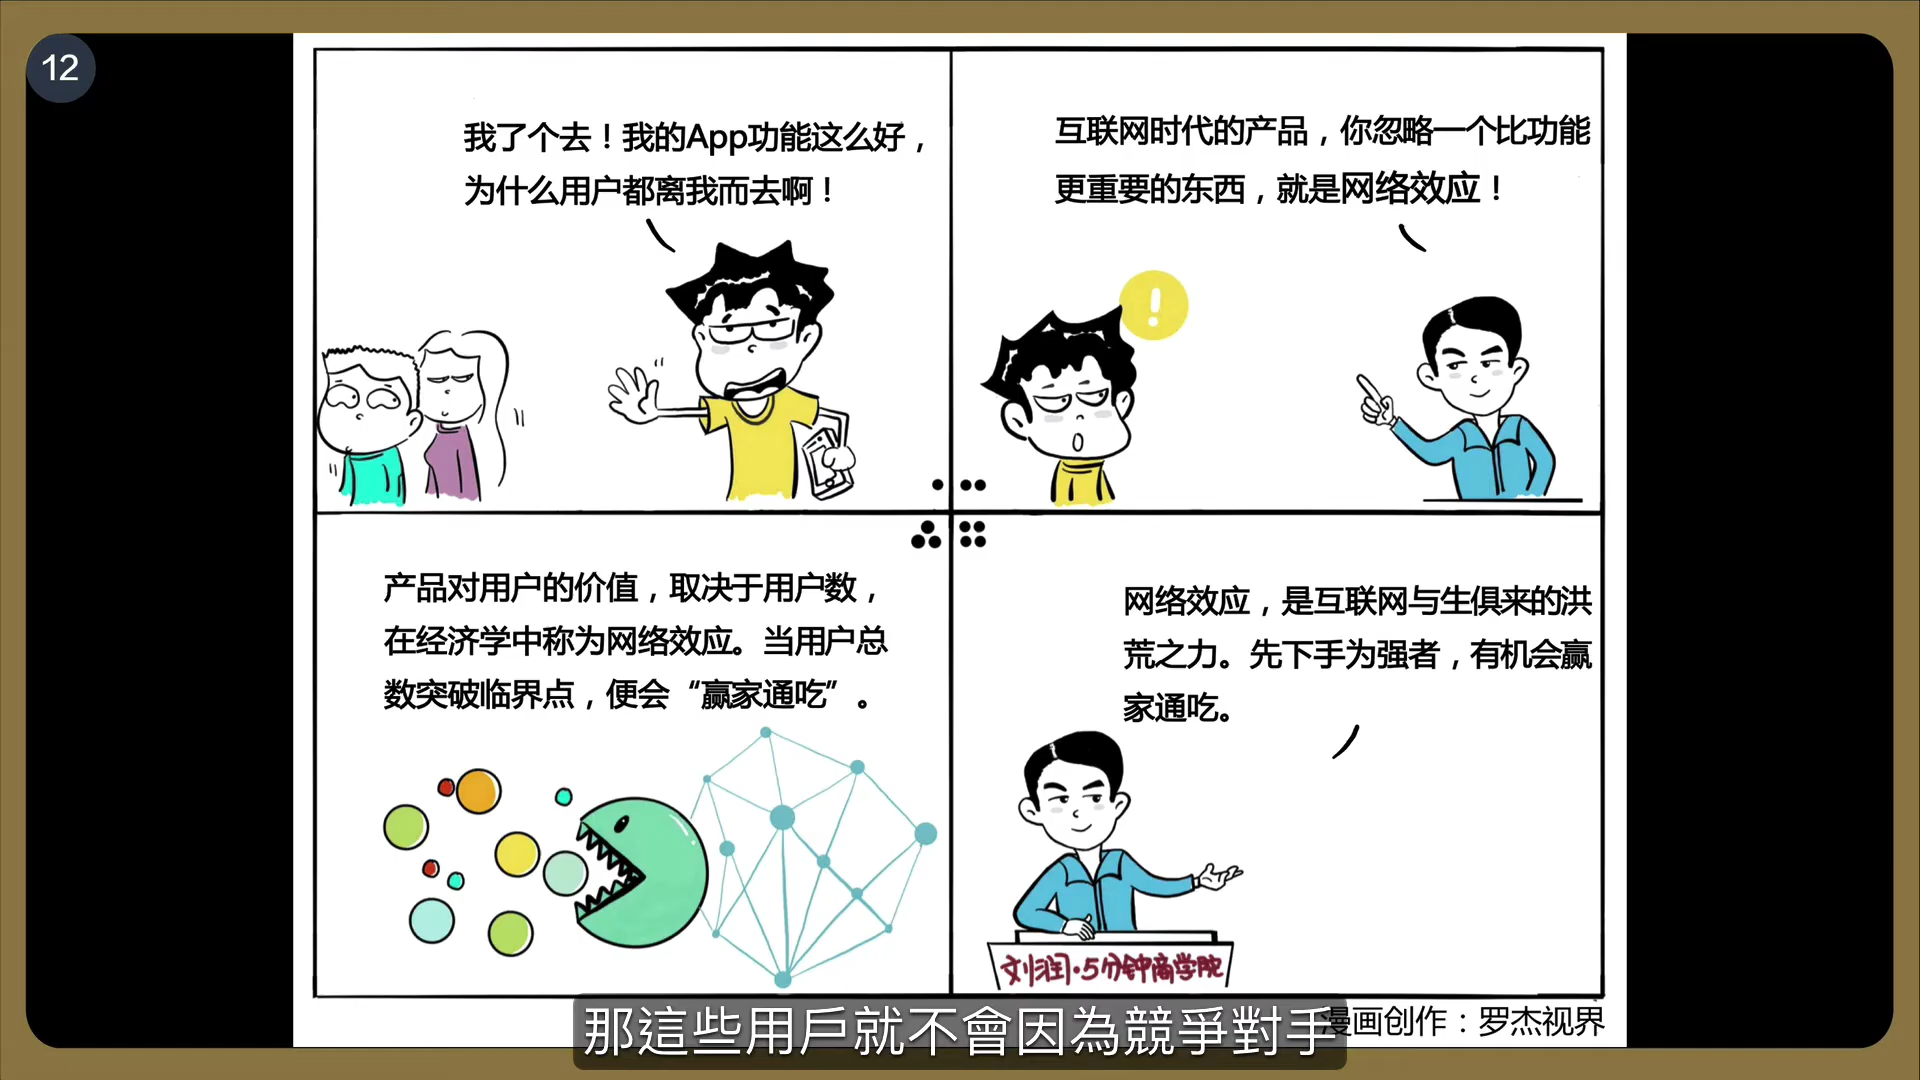 12
我了个去！我的App功能这么好，
为什么用户都离我而去啊！
互联网时代的产品，你忽略一个比功能
更重要的东西，就是网络效应！
产品对用户的价值，取决于用户数，
在经济学中称为网络效应。当用户总
数突破临界点，便会“赢家通吃”。
网络效应，是互联网与生俱来的洪
荒之力。先下手为强者，有机会赢
家通吃。
刘润·5分钟商学院
漫画创作：罗杰视界
那這些用戶就不會因為競爭對手